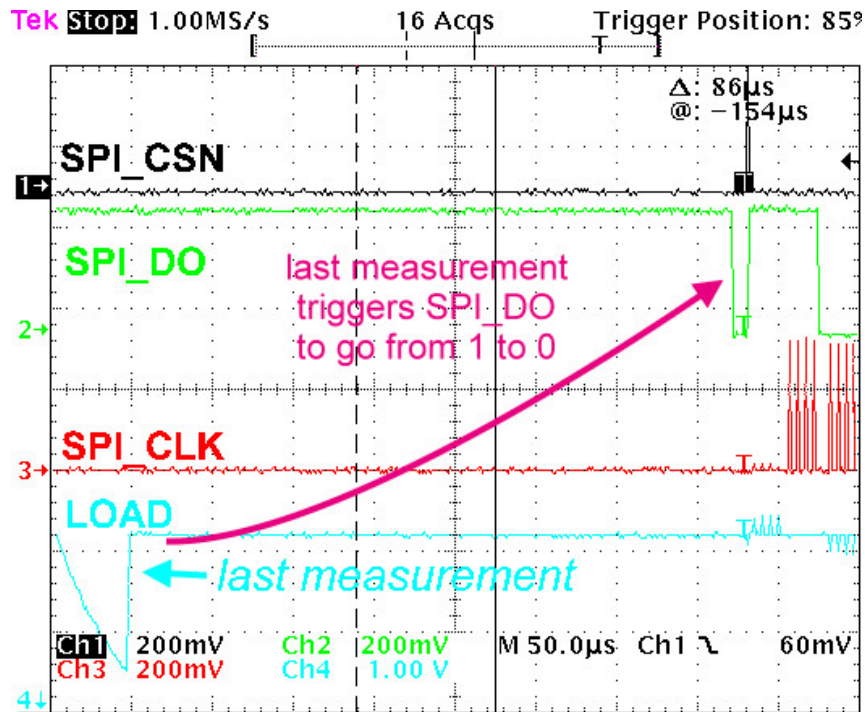 Tek Stop: 1.00MS/s 16 Acqs Trigger Position: 85%
[ T ]
Δ: 86µs
@: −154µs
SPI_CSN
1→
SPI_DO
last measurement
triggers SPI_DO
to go from 1 to 0
2→
T
SPI_CLK
3→
T
LOAD
T
last measurement
Ch1 200mV Ch2 200mV M 50.0µs Ch1 60mV
Ch3 200mV Ch4 1.00 V
4↓